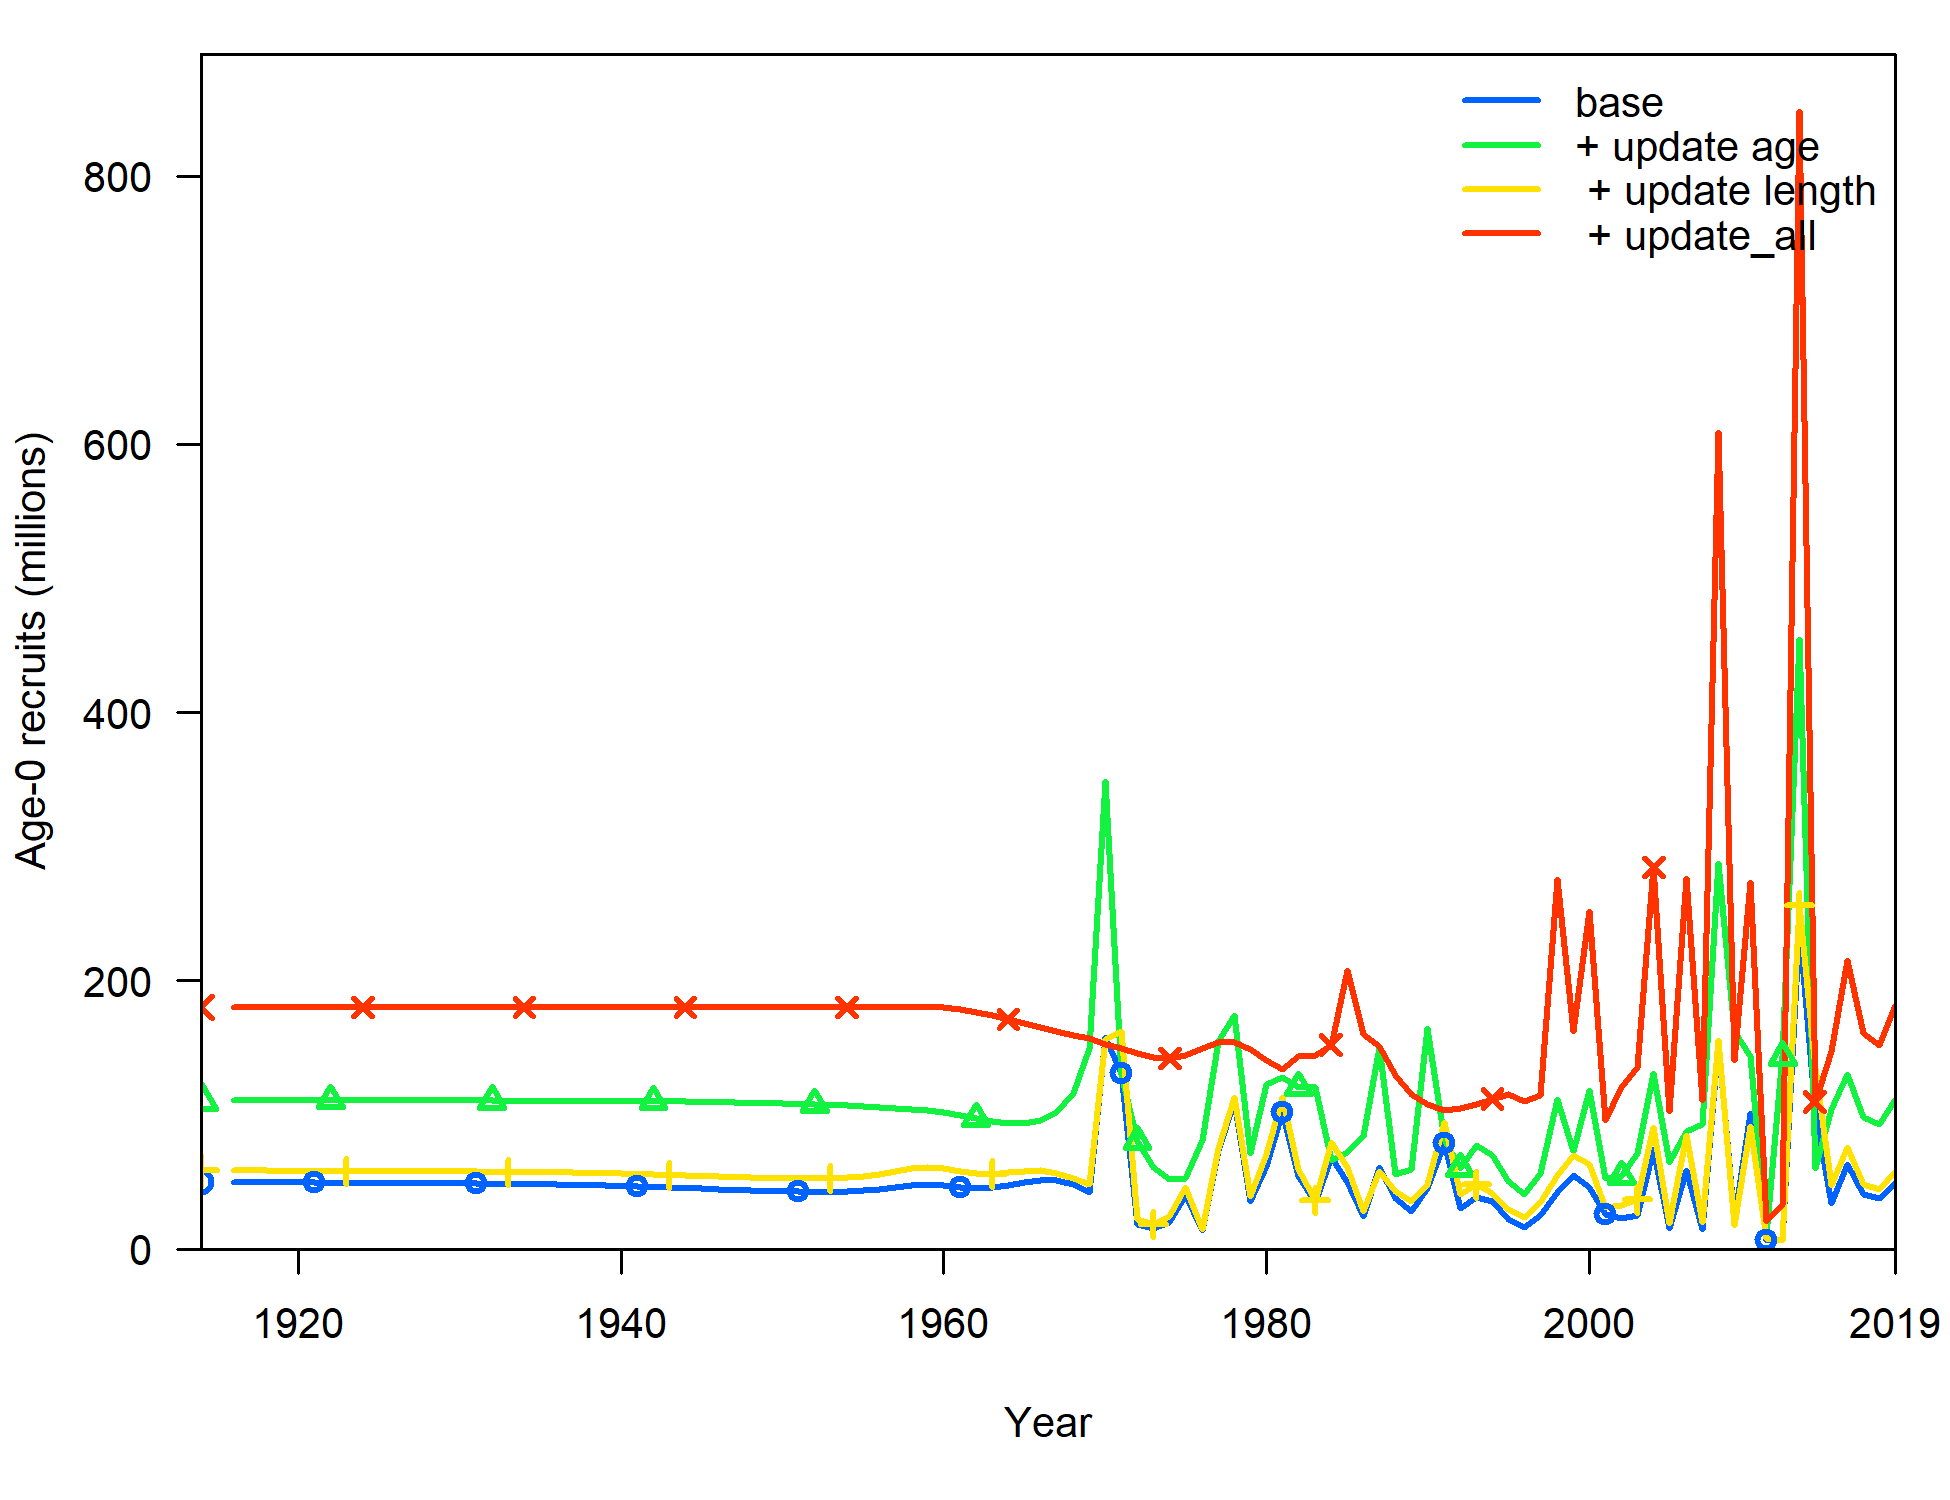 base
+ update age
+ update length
+ update_all
800
600
400
200
0
Age-0 recruits (millions)
1920 1940 1960 1980 2000 2019
Year